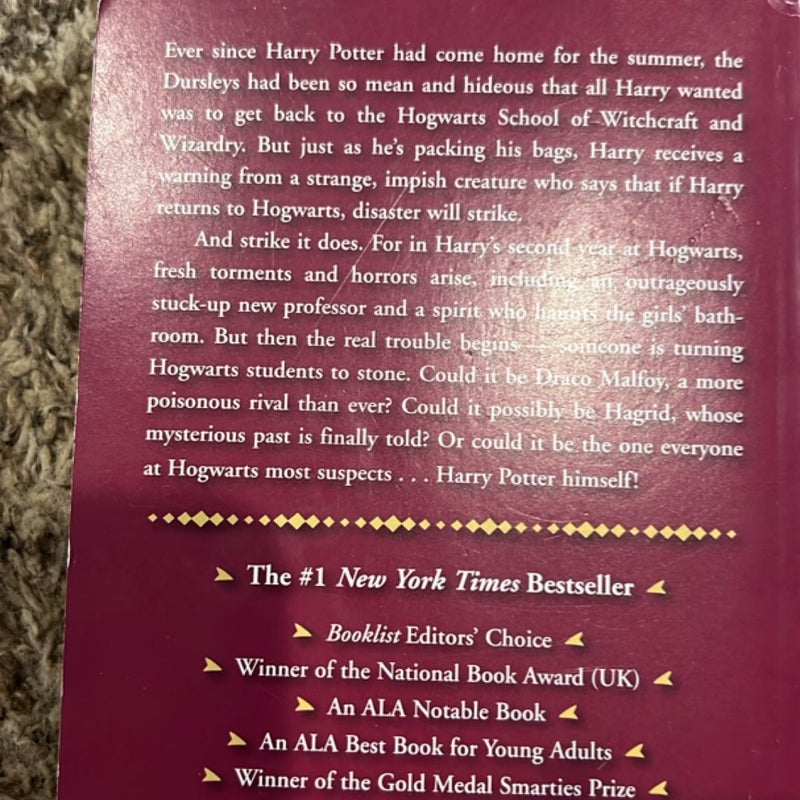 Ever since Harry Potter had come home for the summer, the
Dursleys had been so mean and hideous that all Harry wanted
was to get back to the Hogwarts School of Witchcraft and
Wizardry. But just as he's packing his bags, Harry receives a
warning from a strange, impish creature who says that if Harry
returns to Hogwarts, disaster will strike.
And strike it does. For in Harry's second year at Hogwarts,
fresh torments and horrors arise, including an outrageously
stuck-up new professor and a spirit who haunts the girls' bath-
room. But then the real trouble begins — someone is turning
Hogwarts students to stone. Could it be Draco Malfoy, a more
poisonous rival than ever? Could it possibly be Hagrid, whose
mysterious past is finally told? Or could it be the one everyone
at Hogwarts most suspects . . . Harry Potter himself!
The #1 New York Times Bestseller
Booklist Editors' Choice
Winner of the National Book Award (UK)
An ALA Notable Book
An ALA Best Book for Young Adults
Winner of the Gold Medal Smarties Prize